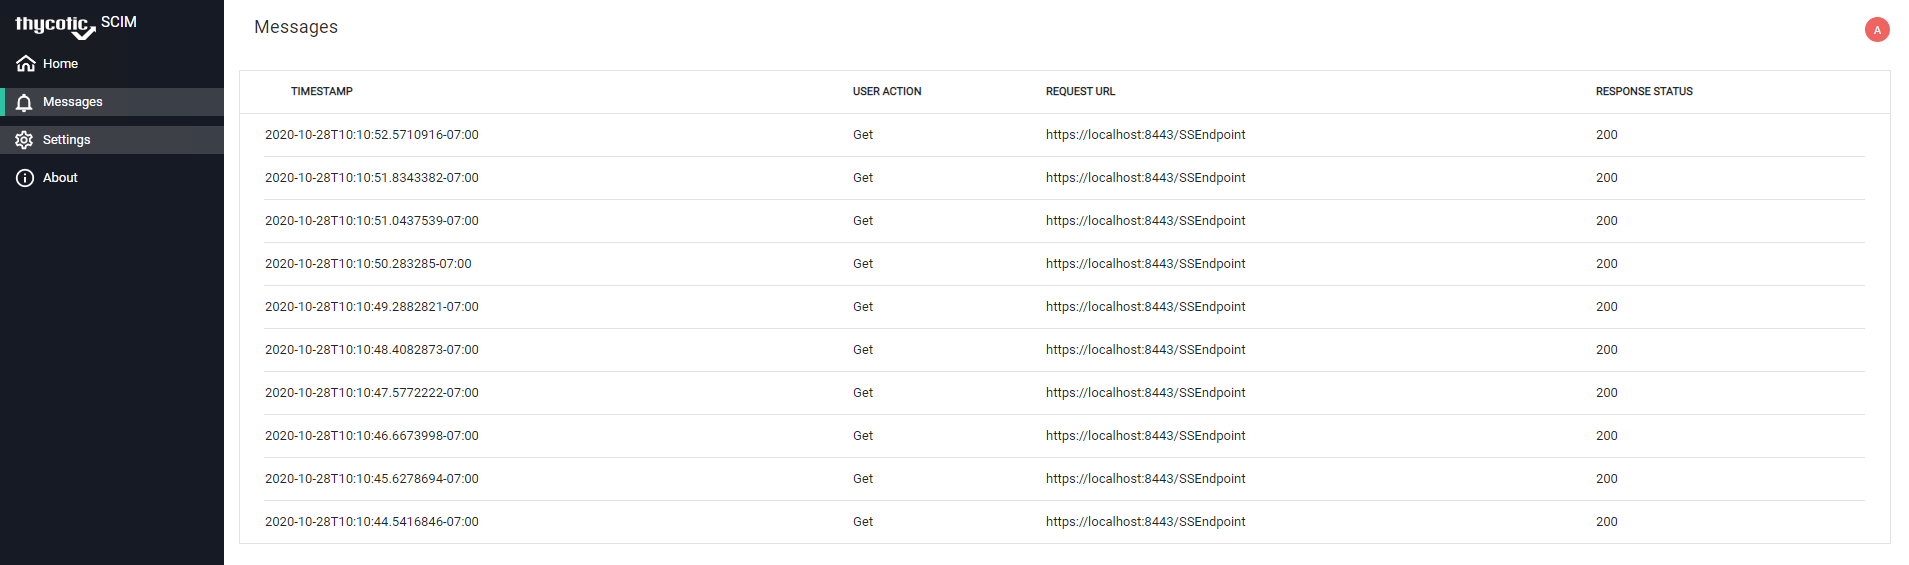 thycotic SCIM
Messages
A
Home
Messages
Settings
About
TIMESTAMP USER ACTION REQUEST URL RESPONSE STATUS
2020-10-28T10:10:52.5710916-07:00 Get https://localhost:8443/SSEndpoint 200
2020-10-28T10:10:51.8343382-07:00 Get https://localhost:8443/SSEndpoint 200
2020-10-28T10:10:51.0437539-07:00 Get https://localhost:8443/SSEndpoint 200
2020-10-28T10:10:50.283285-07:00 Get https://localhost:8443/SSEndpoint 200
2020-10-28T10:10:49.2882821-07:00 Get https://localhost:8443/SSEndpoint 200
2020-10-28T10:10:48.4082873-07:00 Get https://localhost:8443/SSEndpoint 200
2020-10-28T10:10:47.5772222-07:00 Get https://localhost:8443/SSEndpoint 200
2020-10-28T10:10:46.6673998-07:00 Get https://localhost:8443/SSEndpoint 200
2020-10-28T10:10:45.6278694-07:00 Get https://localhost:8443/SSEndpoint 200
2020-10-28T10:10:44.5416846-07:00 Get https://localhost:8443/SSEndpoint 200